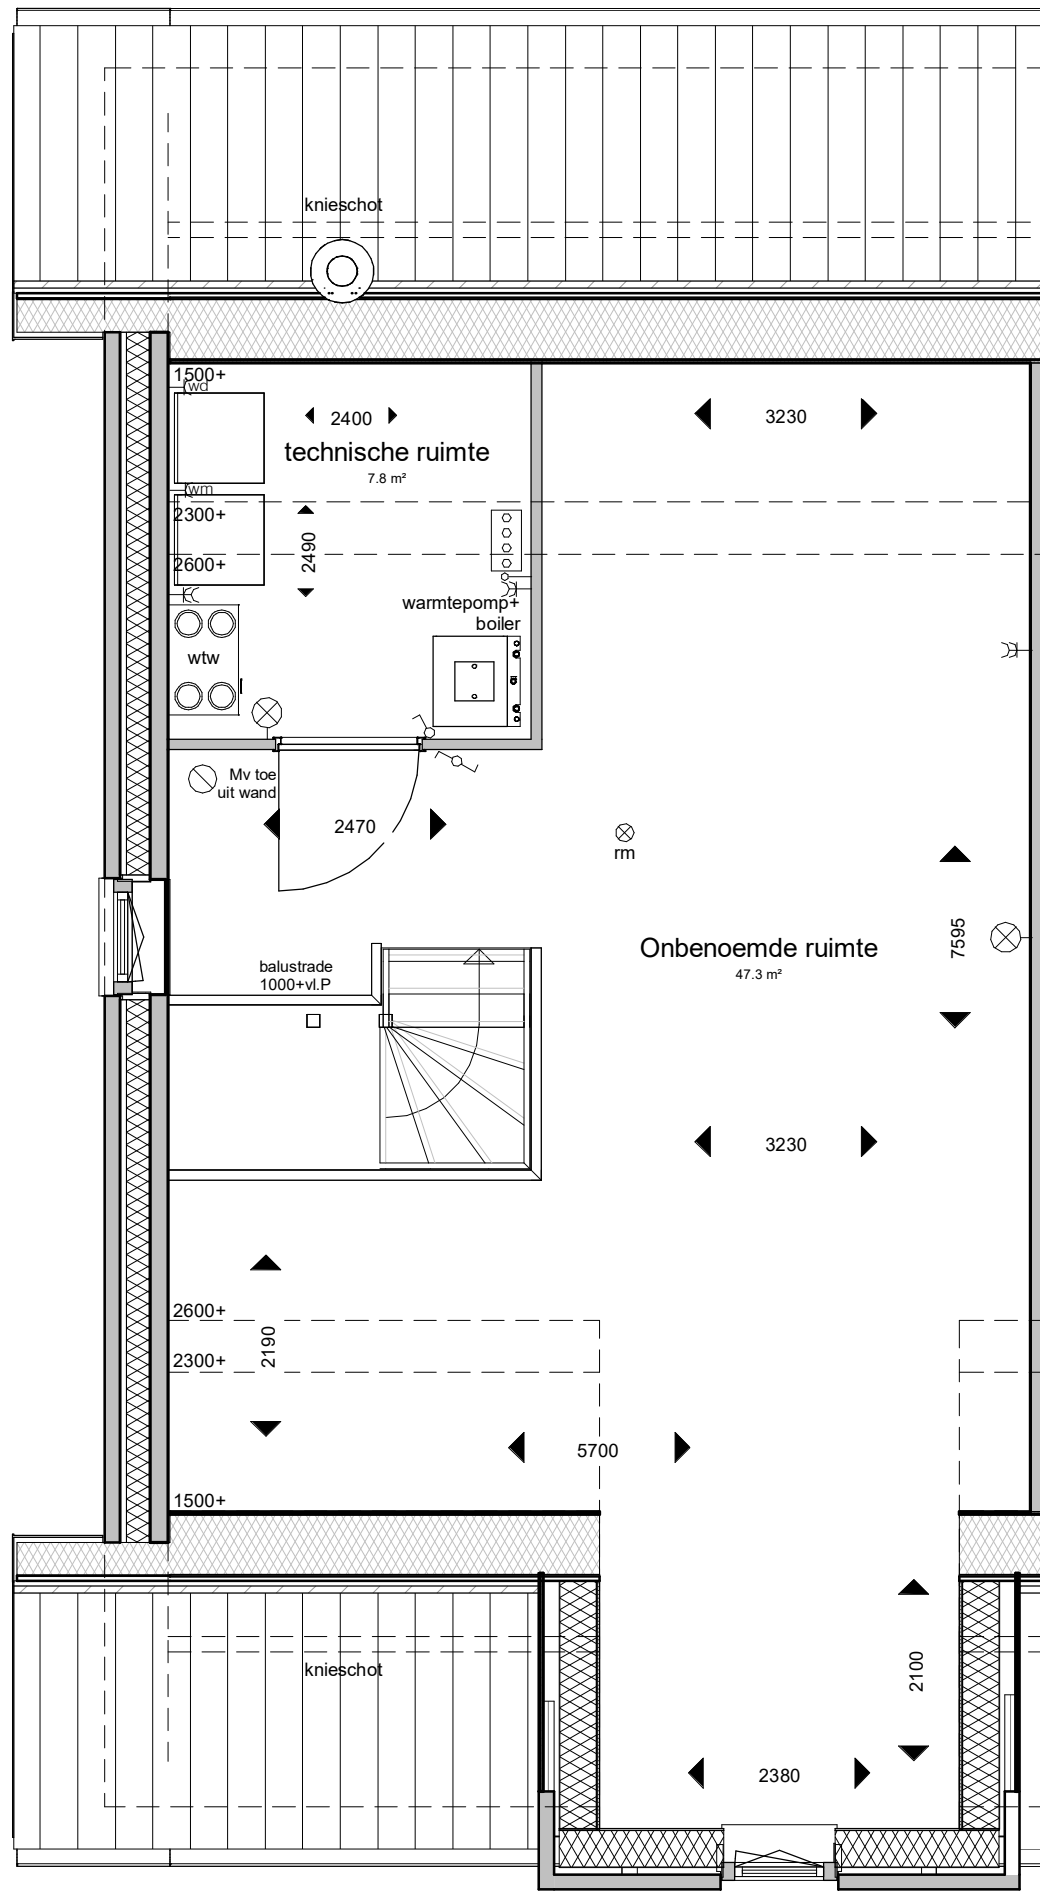 knieschot
1500+
wd
2400
3230
technische ruimte
7.8 m²
wm
2300+
2490
2600+
warmtepomp+
boiler
wtw
Mv toe
uit wand
2470
rm
7595
Onbenoemde ruimte
47.3 m²
balustrade
1000+vl.P
3230
2600+
2190
2300+
5700
1500+
knieschot
2100
2380